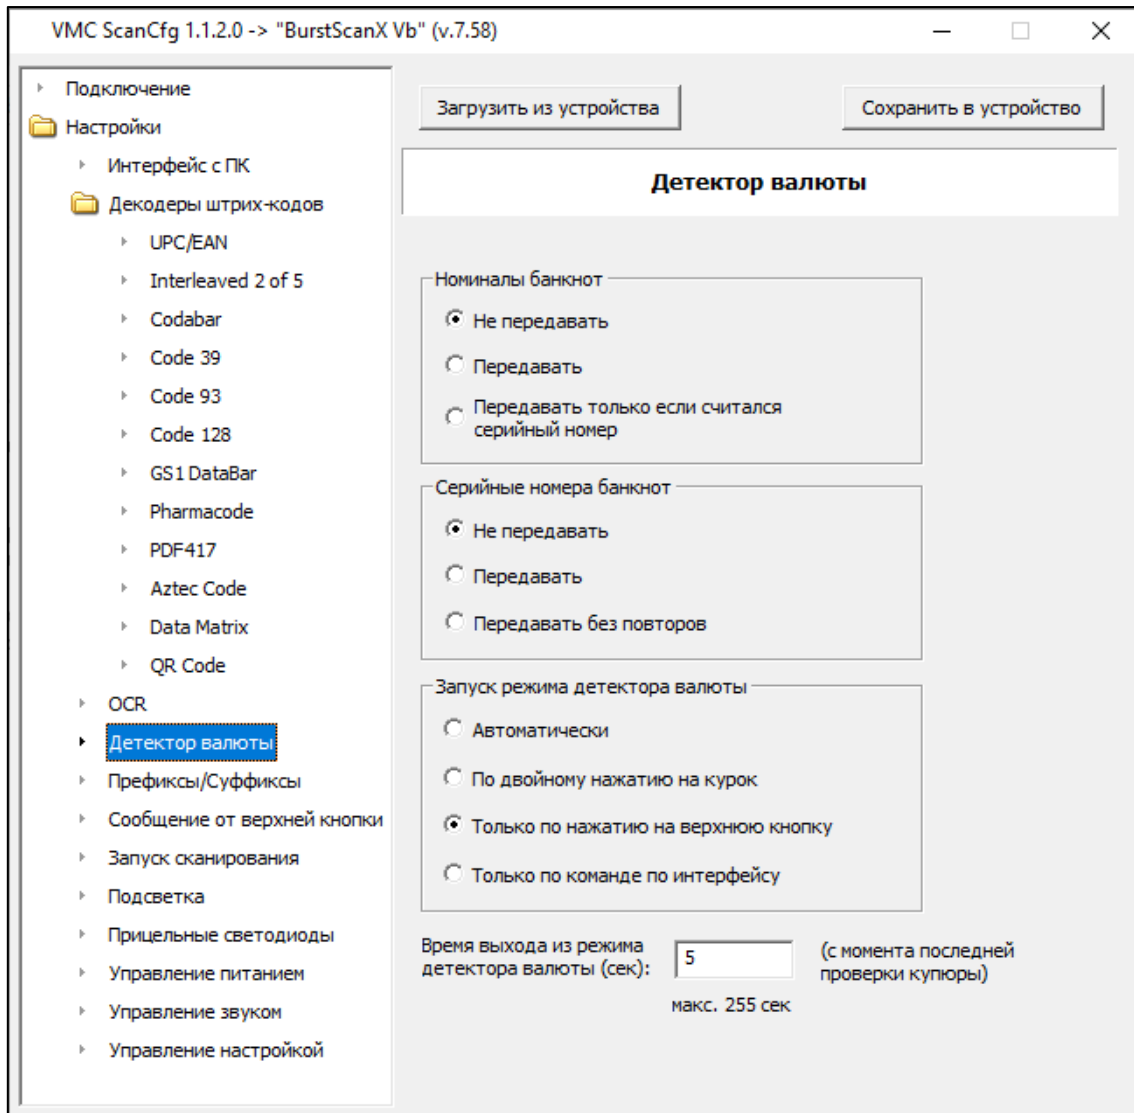 VMC ScanCfg 1.1.2.0 -> "BurstScanX Vb" (v.7.58)
Подключение
Настройки
Интерфейс с ПК
Декодеры штрих-кодов
UPC/EAN
Interleaved 2 of 5
Codabar
Code 39
Code 93
Code 128
GS1 DataBar
Pharmacode
PDF417
Aztec Code
Data Matrix
QR Code
OCR
Детектор валюты
Префиксы/Суффиксы
Сообщение от верхней кнопки
Запуск сканирования
Подсветка
Прицельные светодиоды
Управление питанием
Управление звуком
Управление настройкой
Загрузить из устройства
Сохранить в устройство
Детектор валюты
Номиналы банкнот
Не передавать
Передавать
Передавать только если считался
серийный номер
Серийные номера банкнот
Не передавать
Передавать
Передавать без повторов
Запуск режима детектора валюты
Автоматически
По двойному нажатию на курок
Только по нажатию на верхнюю кнопку
Только по команде по интерфейсу
Время выхода из режима
детектора валюты (сек):
5
(с момента последней
проверки купюры)
макс. 255 сек